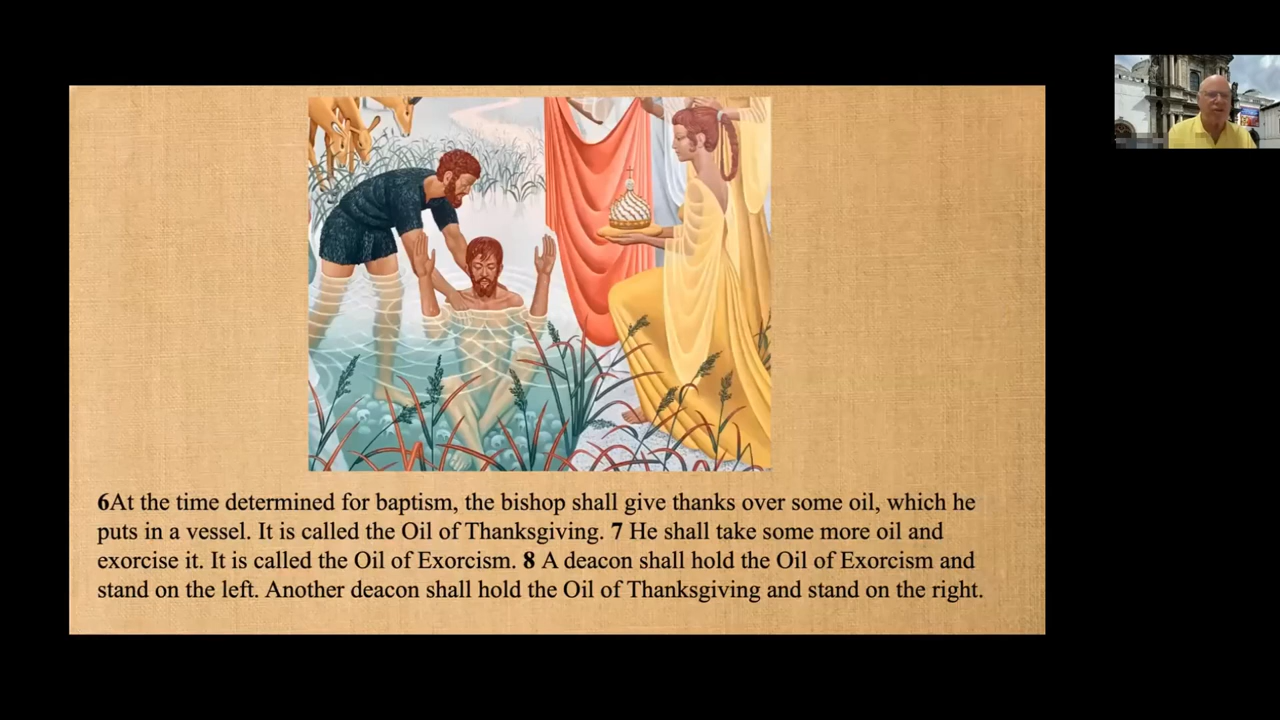 6At the time determined for baptism, the bishop shall give thanks over some oil, which he
puts in a vessel. It is called the Oil of Thanksgiving. 7 He shall take some more oil and
exorcise it. It is called the Oil of Exorcism. 8 A deacon shall hold the Oil of Exorcism and
stand on the left. Another deacon shall hold the Oil of Thanksgiving and stand on the right.